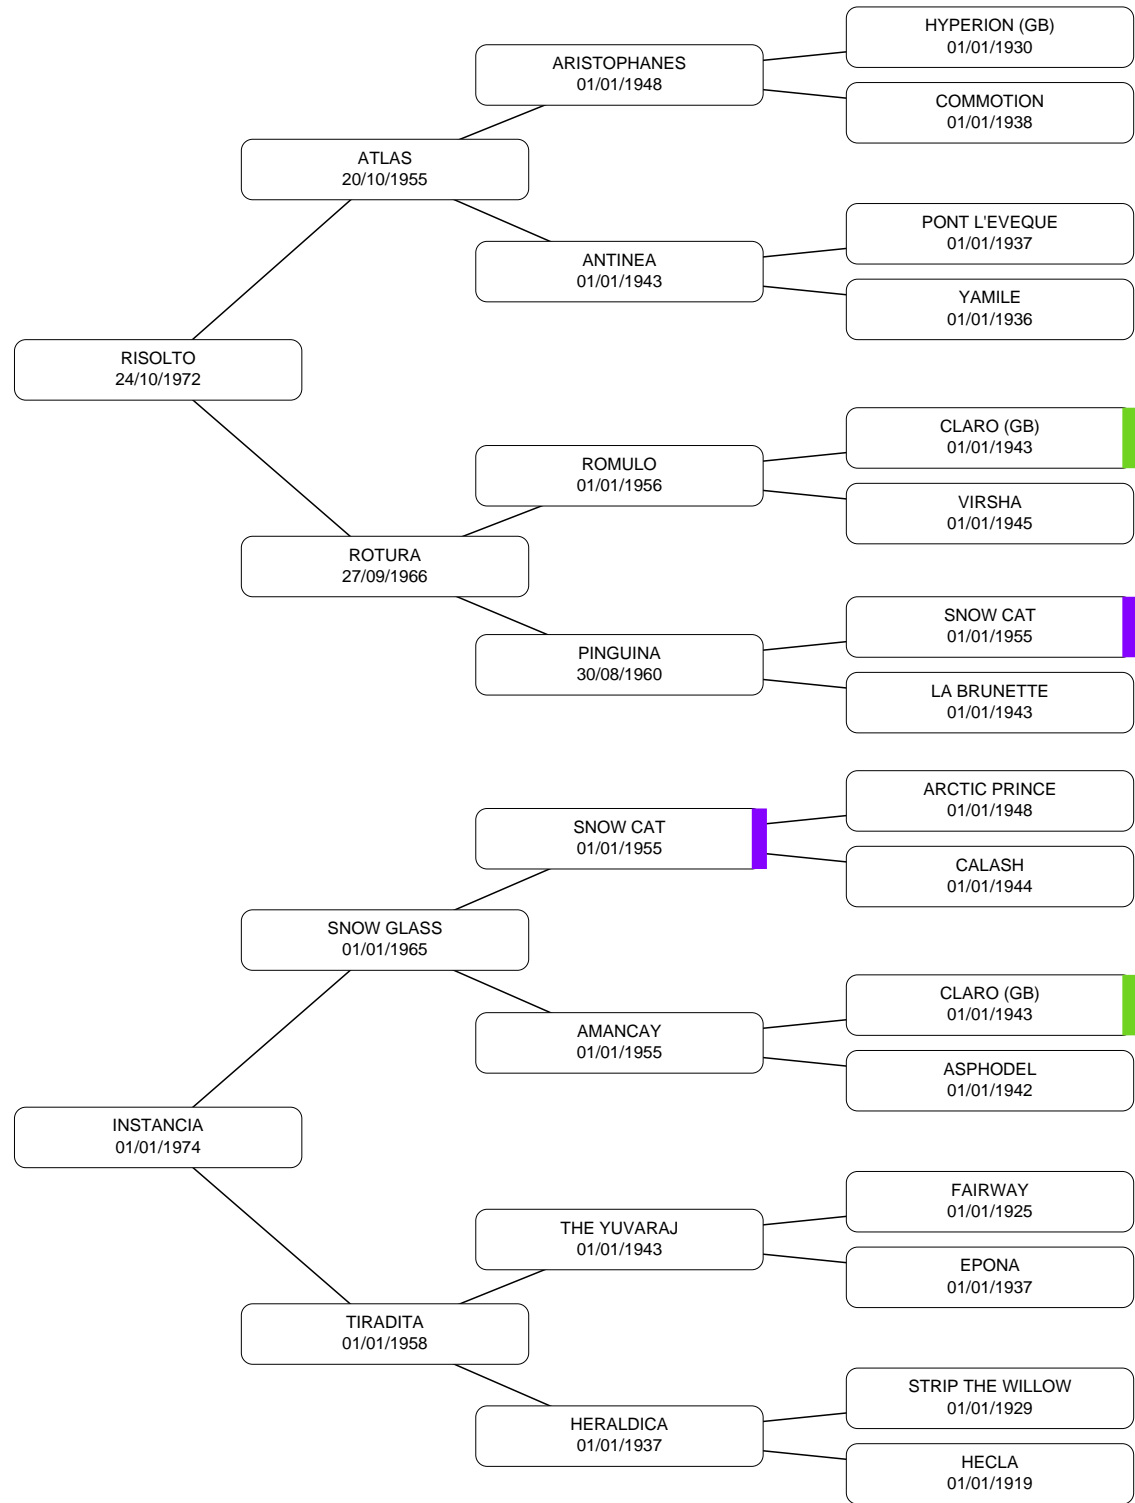 HYPERION (GB)
01/01/1930
ARISTOPHANES
01/01/1948
COMMOTION
01/01/1938
ATLAS
20/10/1955
PONT L'EVEQUE
01/01/1937
ANTINEA
01/01/1943
YAMILE
01/01/1936
RISOLTO
24/10/1972
CLARO (GB)
01/01/1943
ROMULO
01/01/1956
VIRSHA
01/01/1945
ROTURA
27/09/1966
SNOW CAT
01/01/1955
PINGUINA
30/08/1960
LA BRUNETTE
01/01/1943
ARCTIC PRINCE
01/01/1948
SNOW CAT
01/01/1955
CALASH
01/01/1944
SNOW GLASS
01/01/1965
CLARO (GB)
01/01/1943
AMANCAY
01/01/1955
ASPHODEL
01/01/1942
INSTANCIA
01/01/1974
FAIRWAY
01/01/1925
THE YUVARAJ
01/01/1943
EPONA
01/01/1937
TIRADITA
01/01/1958
STRIP THE WILLOW
01/01/1929
HERALDICA
01/01/1937
HECLA
01/01/1919